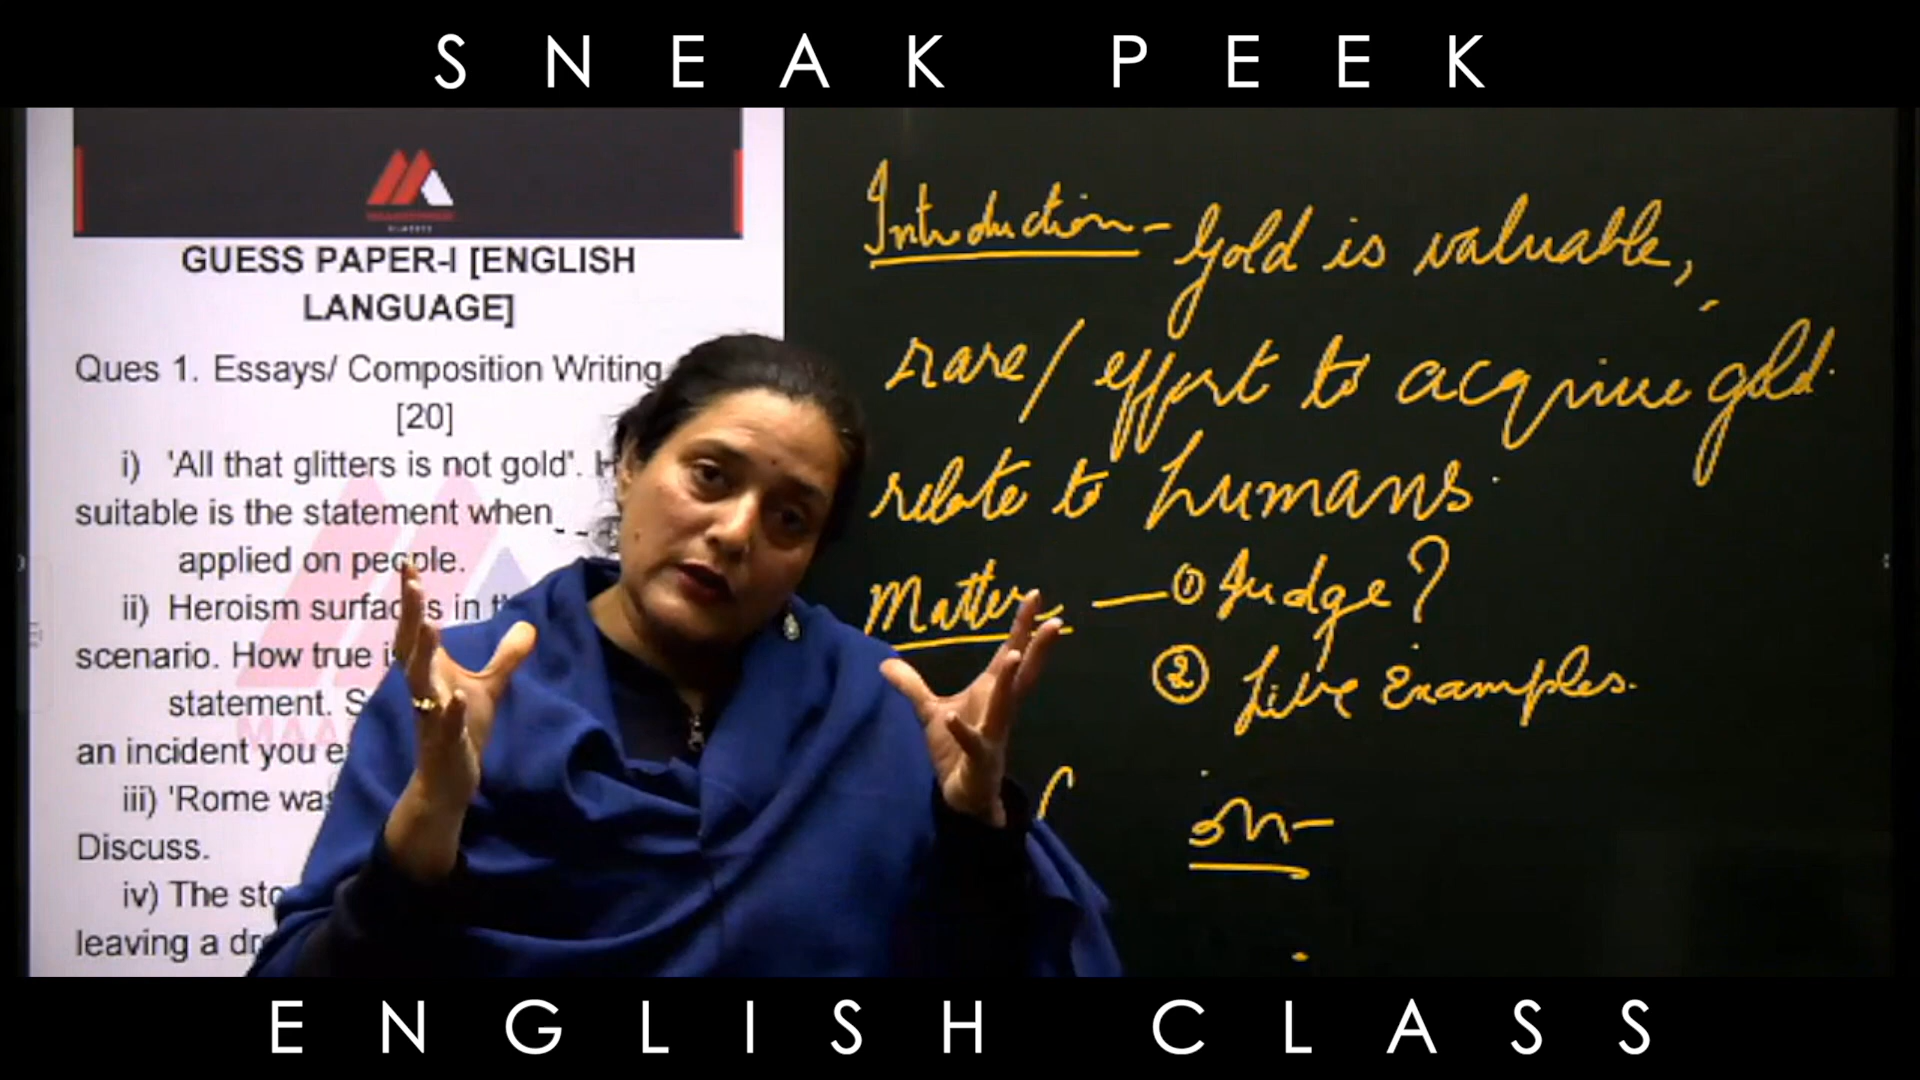 SNEAK PEEK
GUESS PAPER-I [ENGLISH
LANGUAGE]
Ques 1. Essays/ Composition Writing
[20]
i) 'All that glitters is not gold'. H
suitable is the statement when
applied on people.
ii) Heroism surfaces in
scenario. How true
statement.
an incident you
iii) 'Rome was
Discuss.
iv) The
leaving a
Introduction - Gold is valuable,
rare/ effort to acquire gold.
relate to humans.
Matter — ① Judge?
② Live Examples.
ENGLISH CLASS